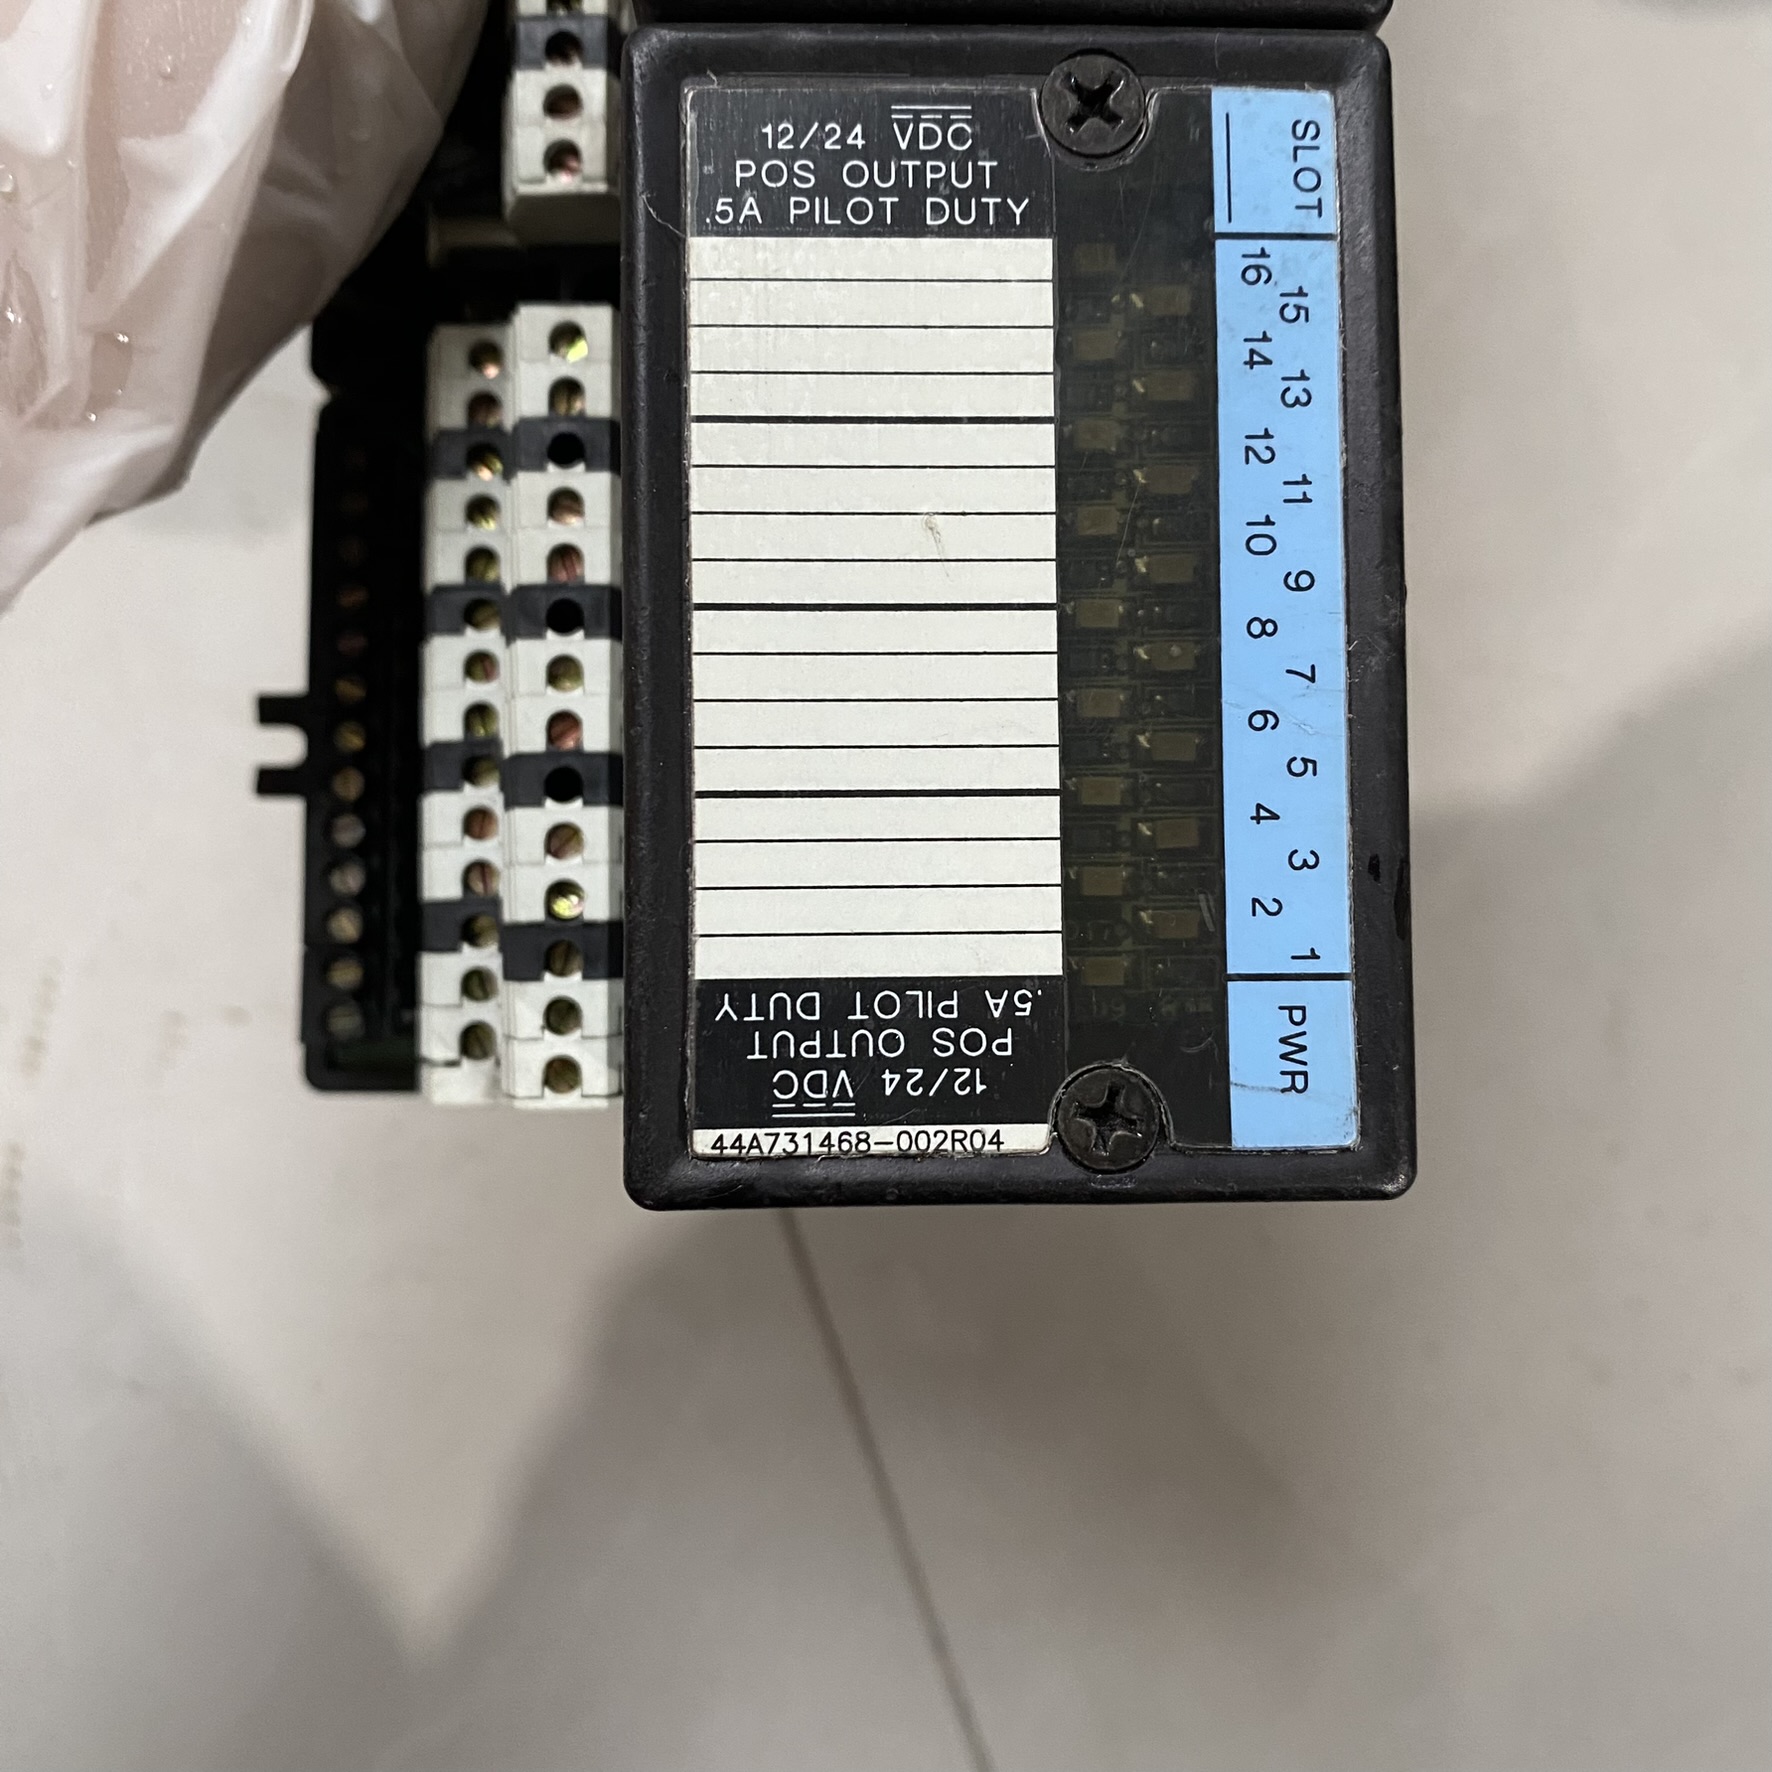 12/24 VDC
POS OUTPUT
.5A PILOT DUTY
SLOT
16
15
14
13
12
11
10
9
8
7
6
5
4
3
2
1
PWR
12/24 VDC
POS OUTPUT
.5A PILOT DUTY
44A731468-002R04